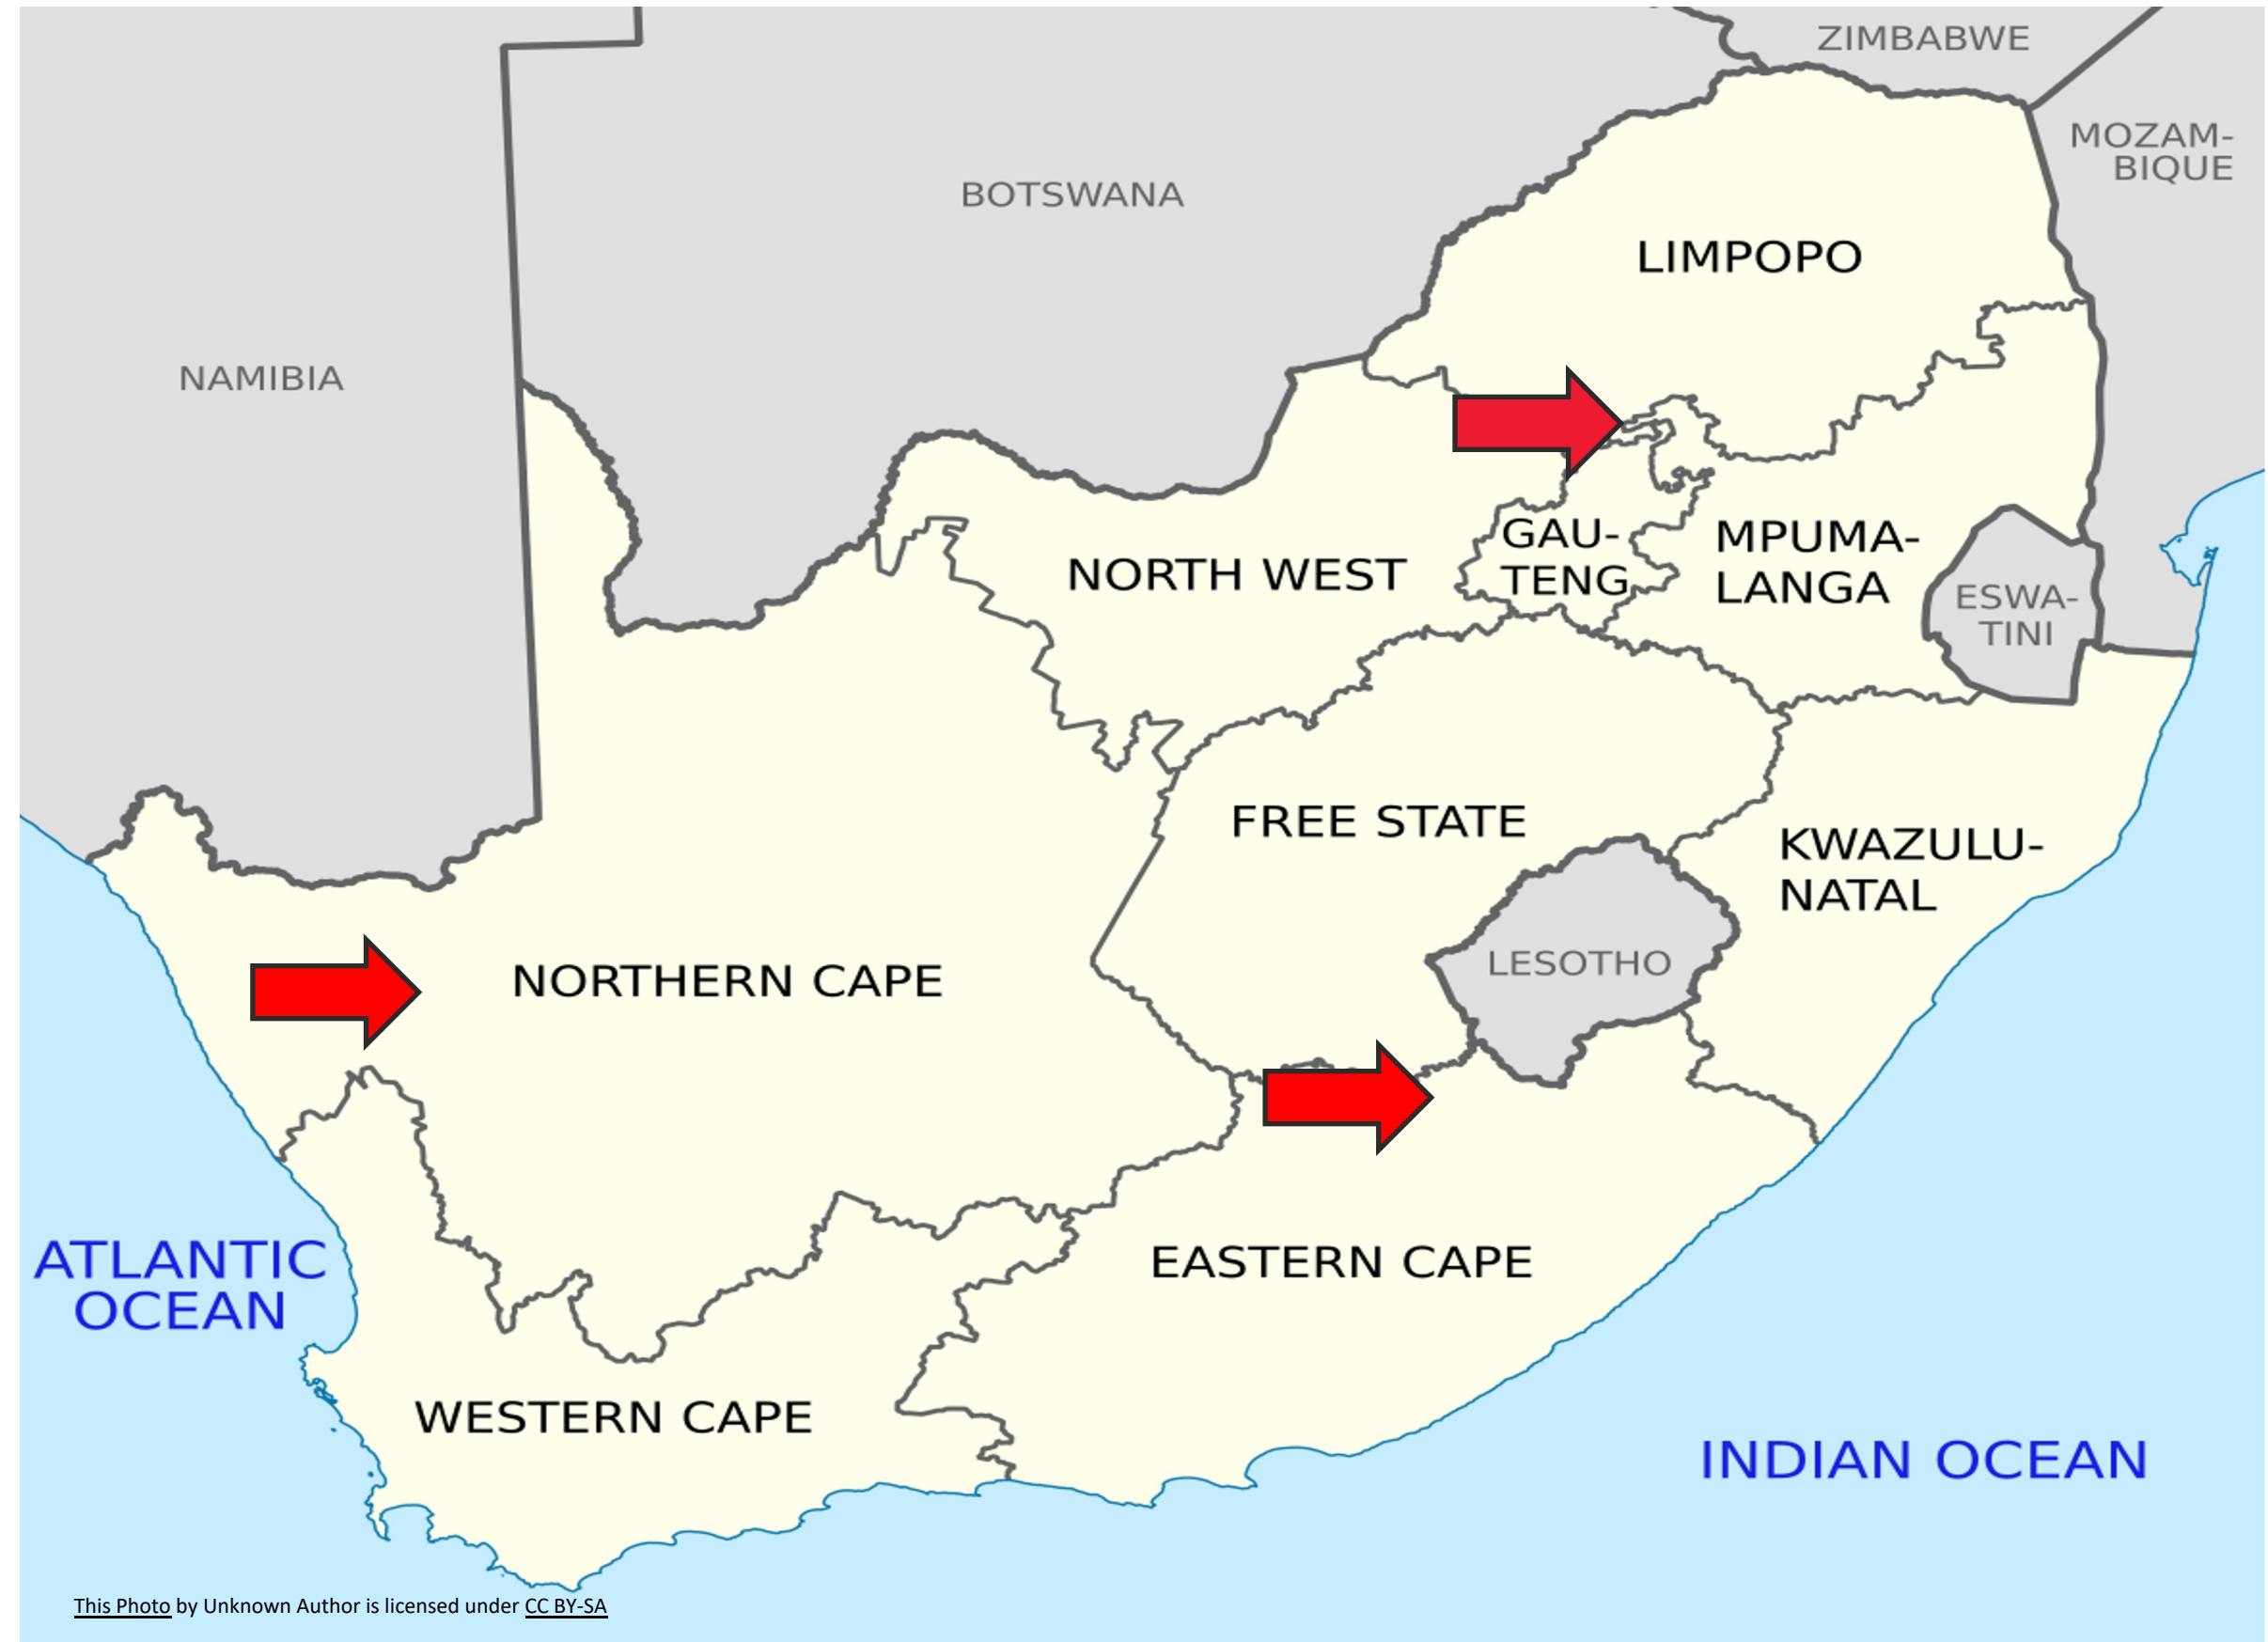 ZIMBABWE
MOZAM-
BIQUE
BOTSWANA
LIMPOPO
NAMIBIA
NORTH WEST
GAU-
TENG
MPUMA-
LANGA
ESWA-
TINI
FREE STATE
KWAZULU-
NATAL
LESOTHO
NORTHERN CAPE
ATLANTIC
OCEAN
EASTERN CAPE
WESTERN CAPE
INDIAN OCEAN
This Photo by Unknown Author is licensed under CC BY-SA